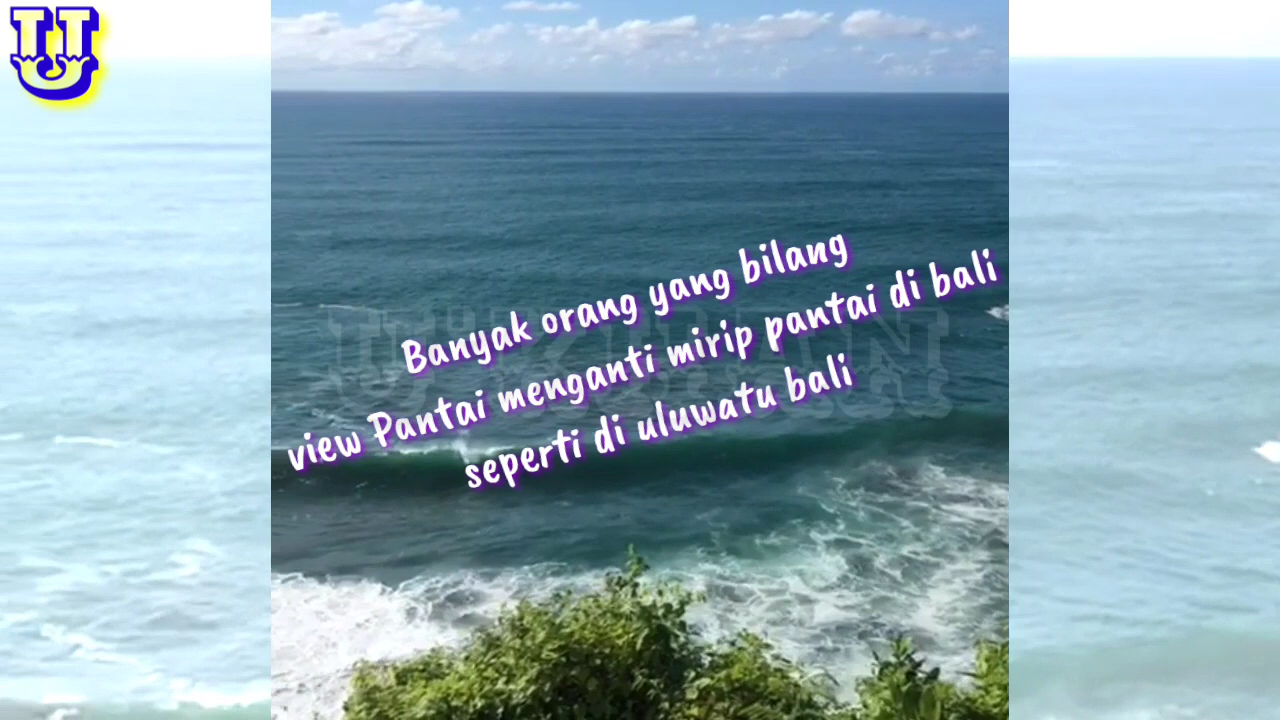 U
Banyak orang yang bilang
view Pantai menganti mirip pantai di bali
seperti di uluwatu bali